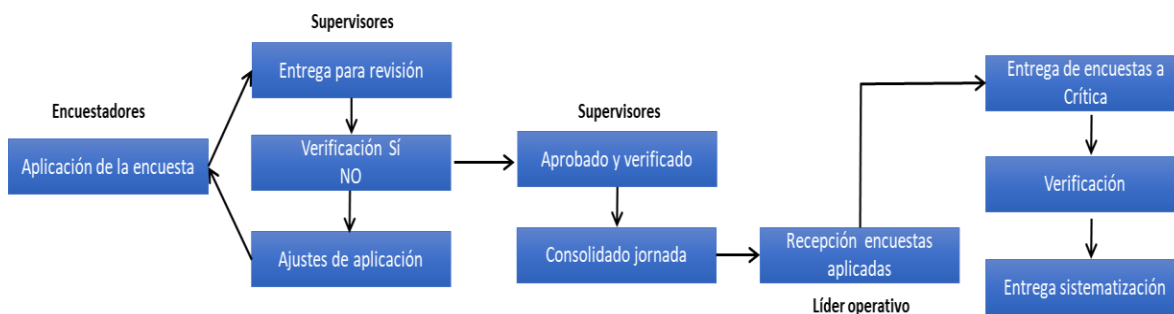 Encuestadores
Aplicación de la encuesta
Supervisores
Entrega para revisión
Verificación Sí
NO
Ajustes de aplicación
Supervisores
Aprobado y verificado
Consolidado jornada
Recepción encuestas
aplicadas
Líder operativo
Entrega de encuestas a
Crítica
Verificación
Entrega sistematización